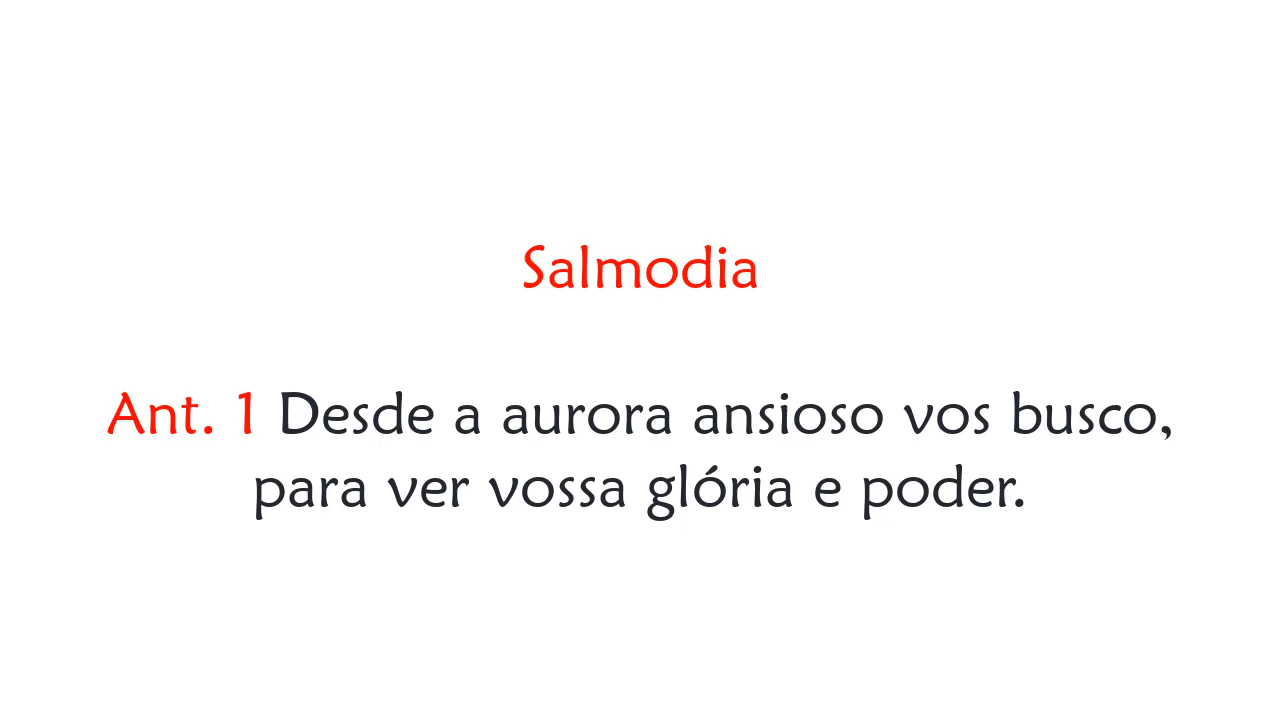 Salmodia
Ant. 1 Desde a aurora ansioso vos busco,
para ver vossa glória e poder.